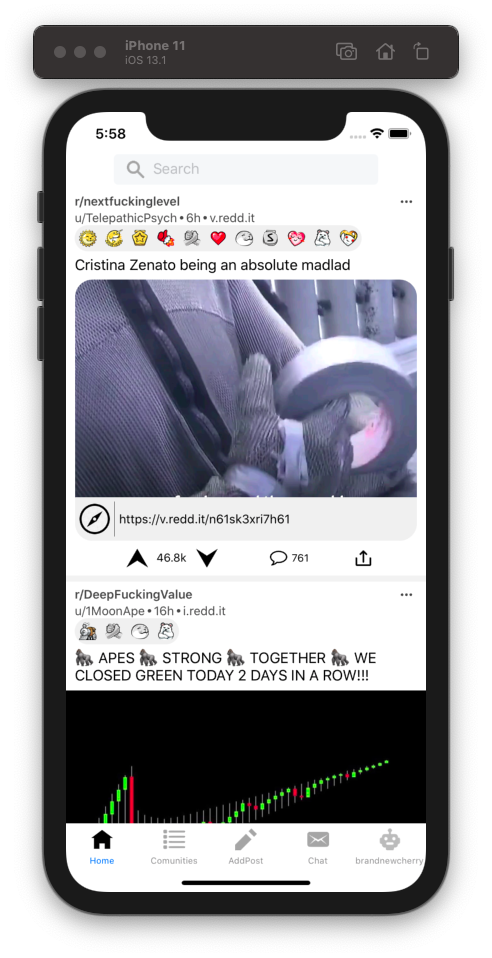 iPhone 11
iOS 13.1
5:58
Search
r/nextfuckinglevel
u/TelepathicPsych • 6h • v.redd.it
Cristina Zenato being an absolute madlad
https://v.redd.it/n61sk3xri7h61
46.8k 761
r/DeepFuckingValue
u/1MoonApe • 16h • i.redd.it
🦍 APES 🦍 STRONG 🦍 TOGETHER 🦍 WE
CLOSED GREEN TODAY 2 DAYS IN A ROW!!!
Home Comunities AddPost Chat brandnewcherry